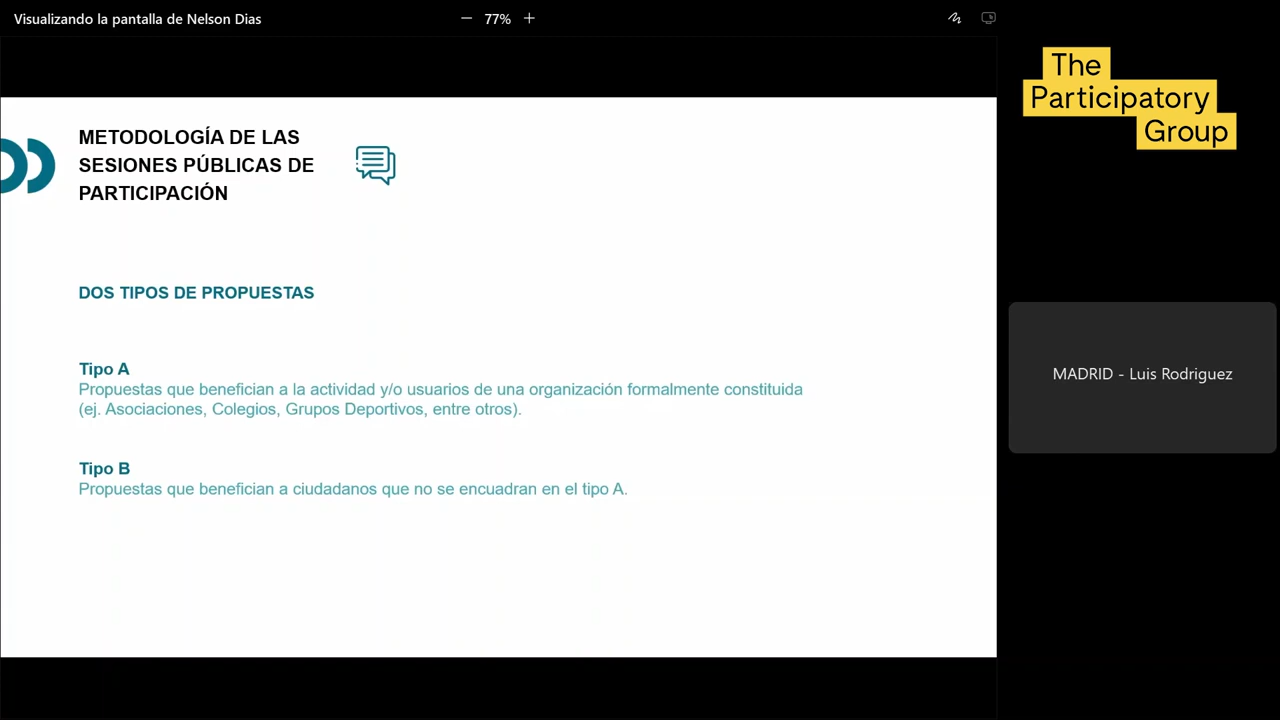 Visualizando la pantalla de Nelson Dias
77%
The
Participatory
Group
METODOLOGÍA DE LAS
SESIONES PÚBLICAS DE
PARTICIPACIÓN
DOS TIPOS DE PROPUESTAS
Tipo A
Propuestas que benefician a la actividad y/o usuarios de una organización formalmente constituida
(ej. Asociaciones, Colegios, Grupos Deportivos, entre otros).
Tipo B
Propuestas que benefician a ciudadanos que no se encuadran en el tipo A.
MADRID - Luis Rodriguez